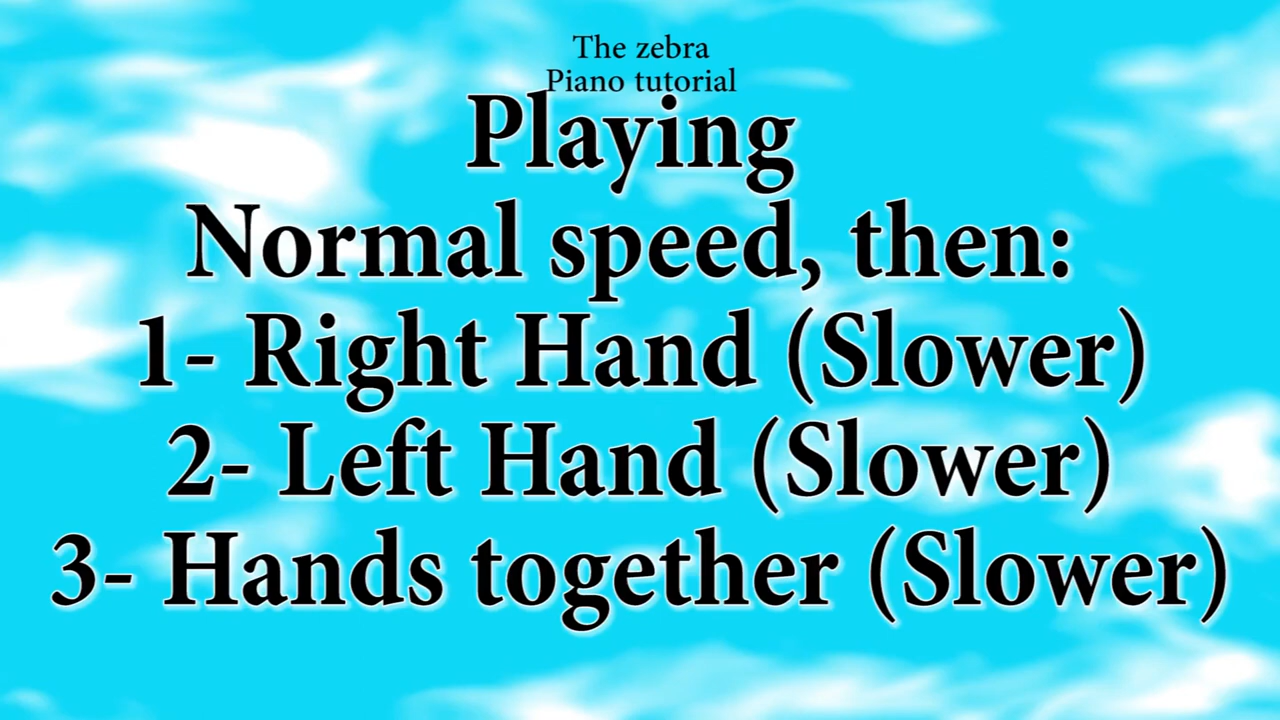 The zebra
Piano tutorial
Playing
Normal speed, then:
1- Right Hand (Slower)
2- Left Hand (Slower)
3- Hands together (Slower)